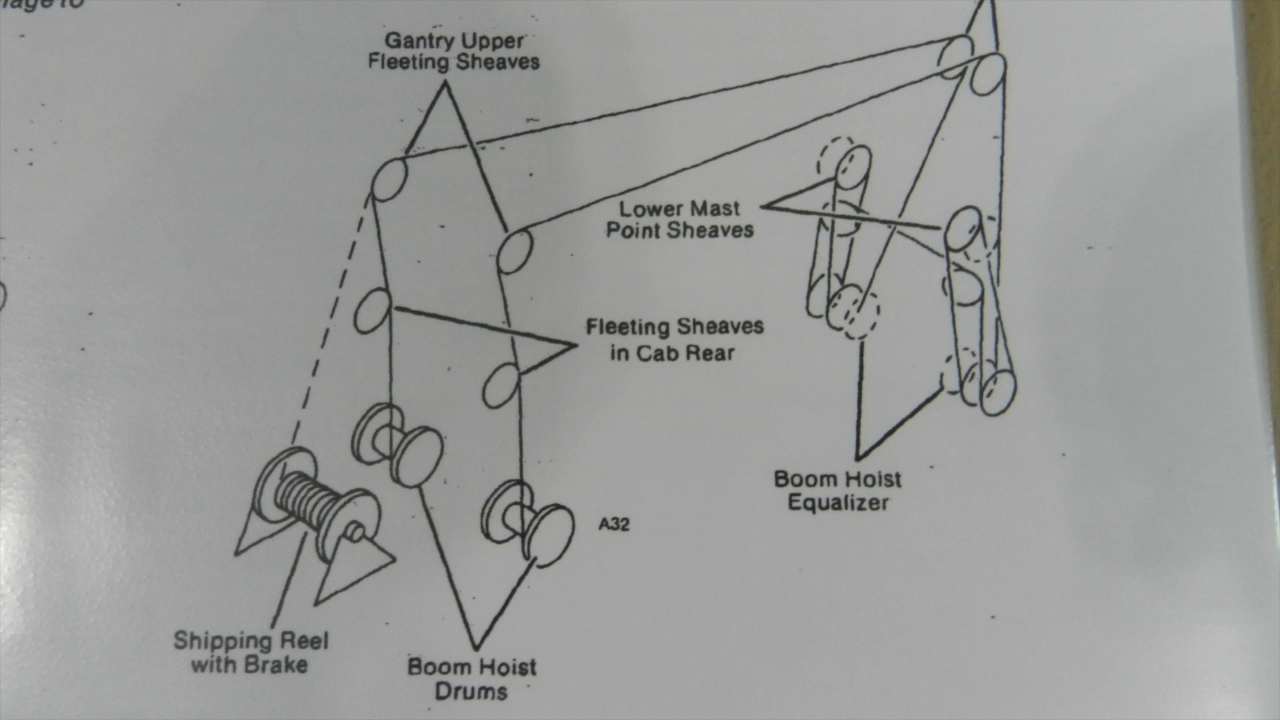 Gantry Upper
Fleeting Sheaves
Lower Mast
Point Sheaves
Fleeting Sheaves
in Cab Rear
Boom Hoist
Equalizer
A32
Shipping Reel
with Brake
Boom Hoist
Drums